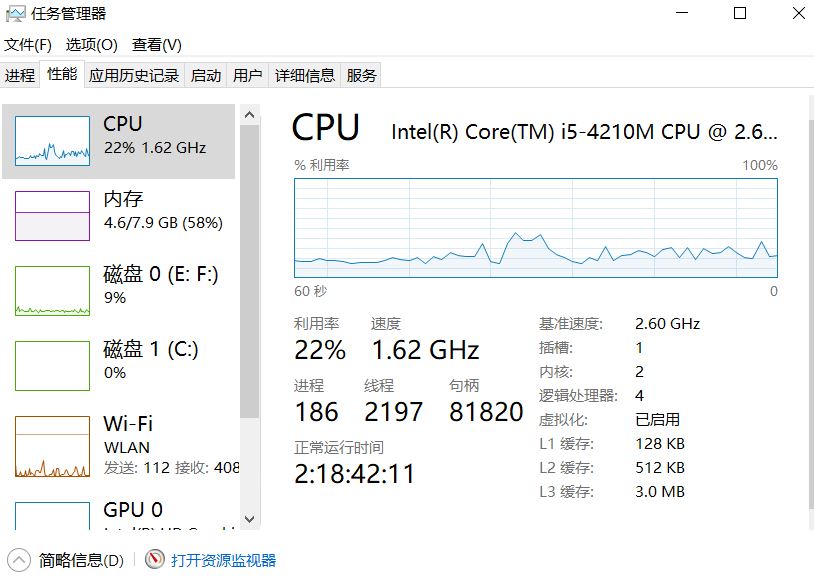 任务管理器
文件(F) 选项(O) 查看(V)
进程 性能 应用历史记录 启动 用户 详细信息 服务
CPU
22% 1.62 GHz
内存
4.6/7.9 GB (58%)
磁盘 0 (E: F:)
9%
磁盘 1 (C:)
0%
Wi-Fi
WLAN
发送: 112 接收: 408
GPU 0
CPU Intel(R) Core(TM) i5-4210M CPU @ 2.6...
% 利用率 100%
60 秒 0
利用率 速度
22% 1.62 GHz
进程 线程 句柄
186 2197 81820
正常运行时间
2:18:42:11
基准速度: 2.60 GHz
插槽: 1
内核: 2
逻辑处理器: 4
虚拟化: 已启用
L1 缓存: 128 KB
L2 缓存: 512 KB
L3 缓存: 3.0 MB
简略信息(D) 打开资源监视器